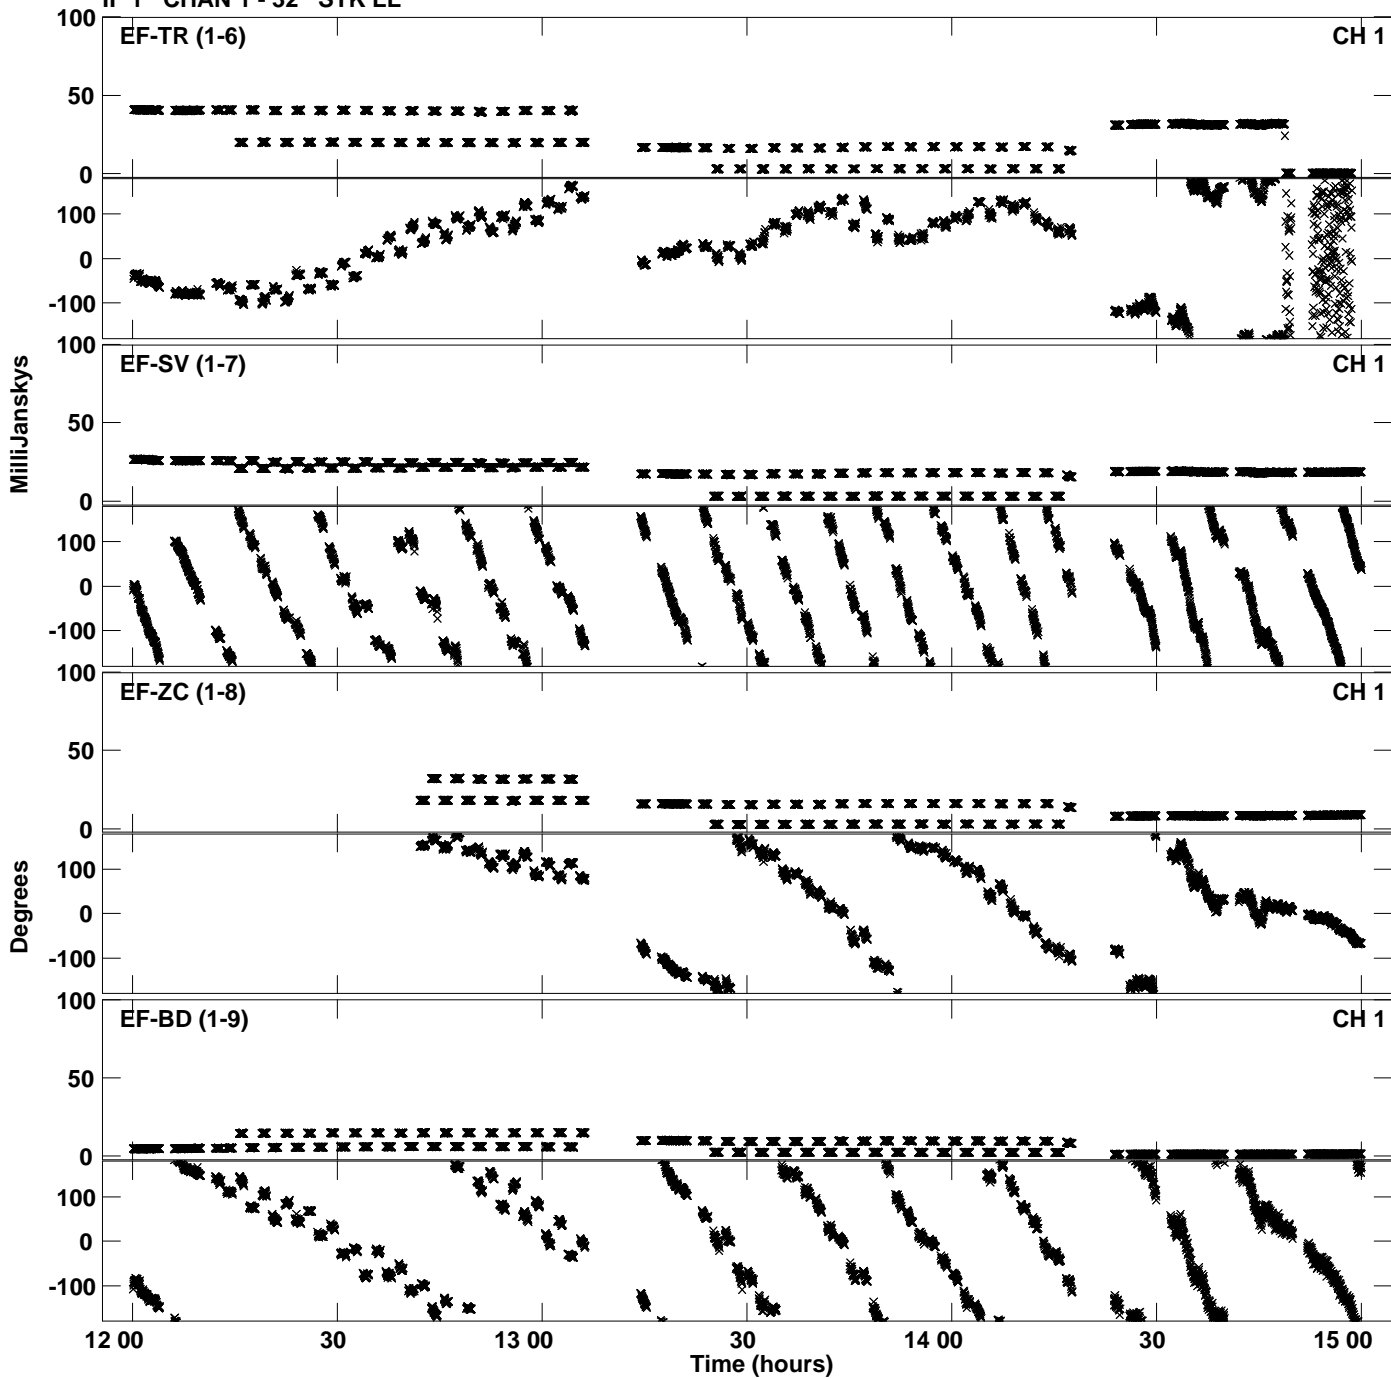 IF 1 CHAN 1 - 32 STK LL
100
EF-TR (1-6) CH 1
50
0
100
0
-100
100
EF-SV (1-7) CH 1
50
0
100
0
-100
MilliJanskys
100
EF-ZC (1-8) CH 1
50
0
100
0
-100
Degrees
100
EF-BD (1-9) CH 1
50
0
100
0
-100
12 00 30 13 00 30 14 00 30 15 00
Time (hours)